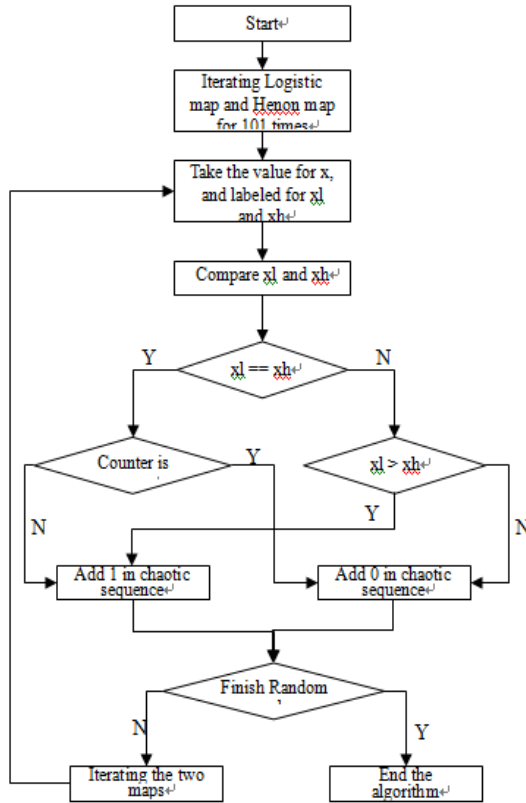 Start
Iterating Logistic
map and Henon map
for 101 times
Take the value for x,
and labeled for xl
and xh
Compare xl and xh
Y
N
xl == xh
Counter is
Y
xl > xh
N
Y
N
Add 1 in chaotic
sequence
Add 0 in chaotic
sequence
Finish Random
N
Y
Iterating the two
maps
End the
algorithm